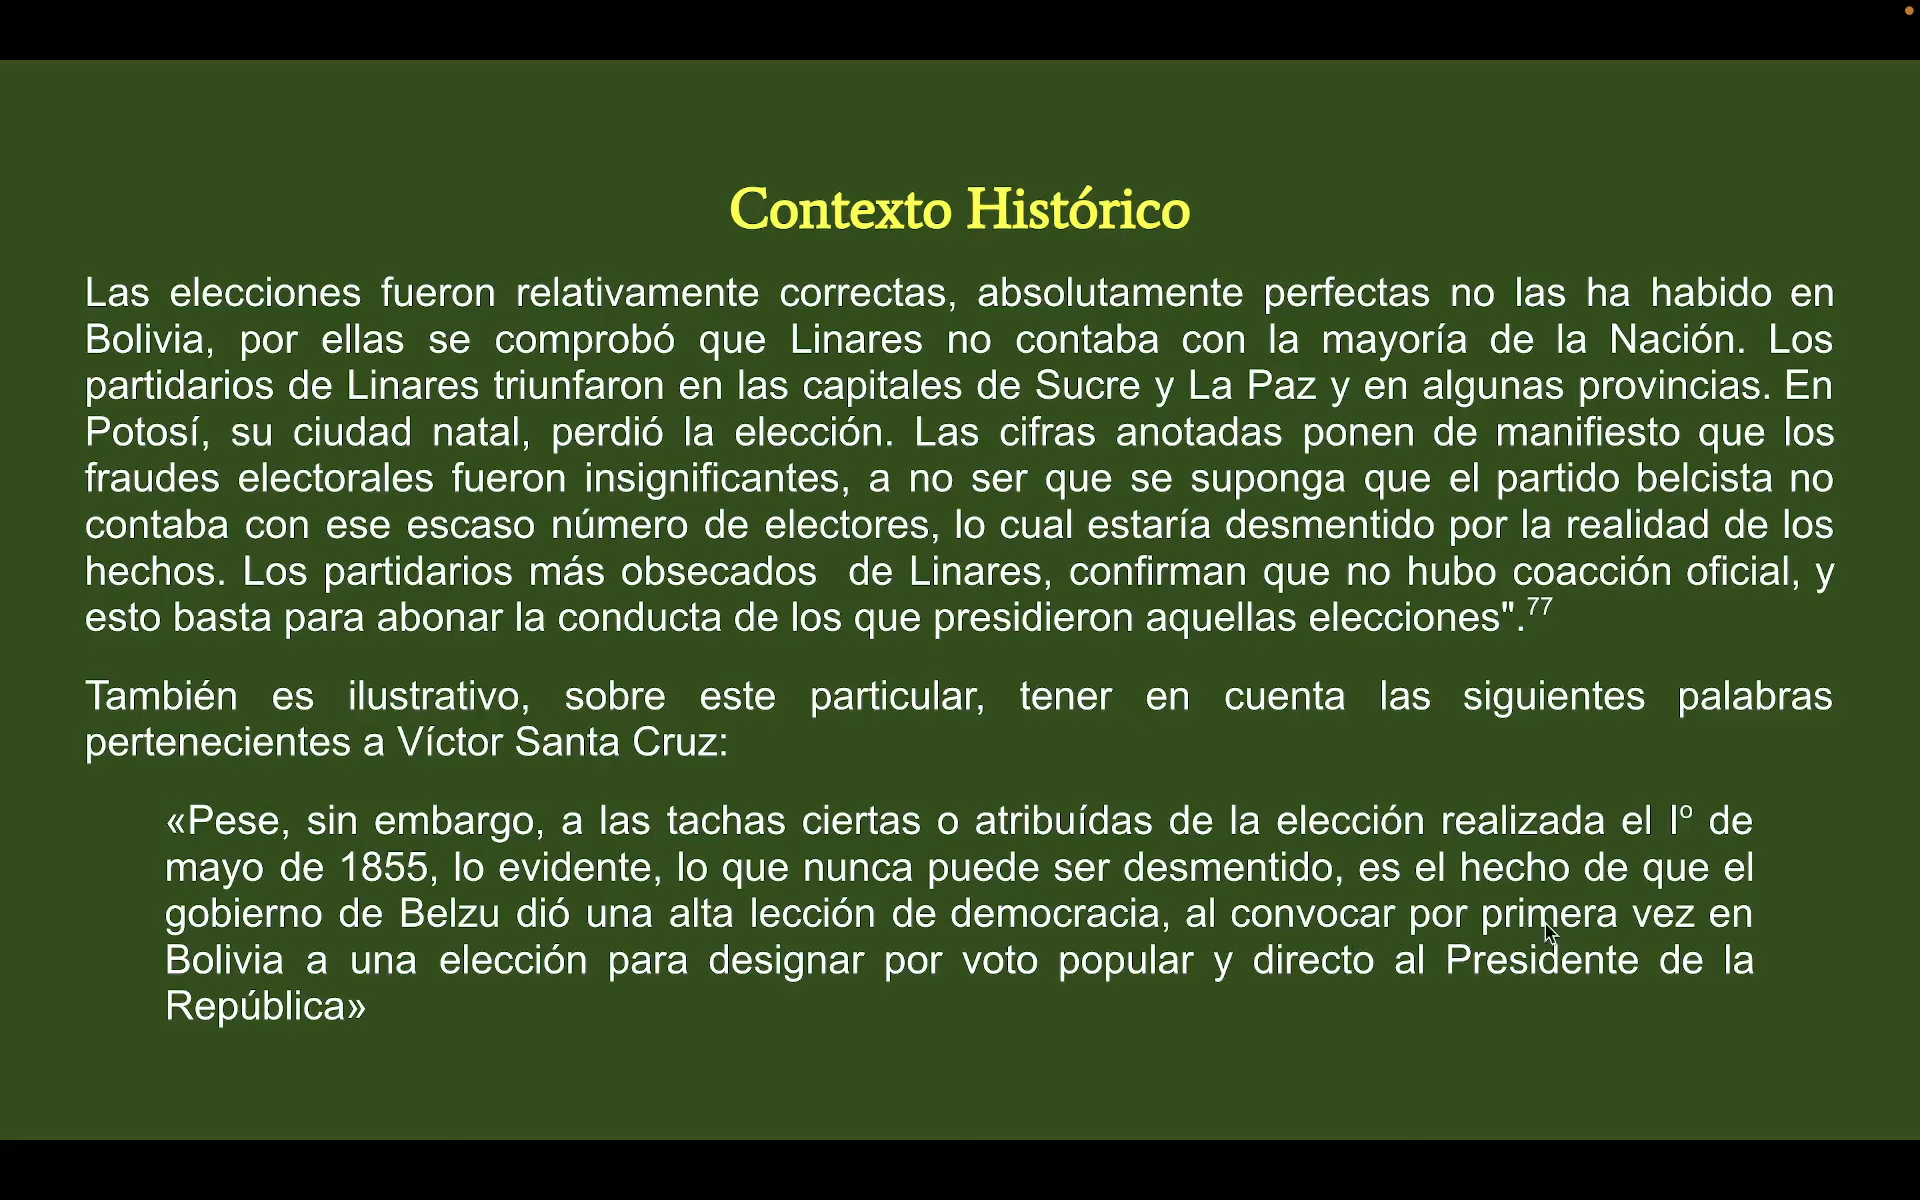 Contexto Histórico
Las elecciones fueron relativamente correctas, absolutamente perfectas no las ha habido en
Bolivia, por ellas se comprobó que Linares no contaba con la mayoría de la Nación. Los
partidarios de Linares triunfaron en las capitales de Sucre y La Paz y en algunas provincias. En
Potosí, su ciudad natal, perdió la elección. Las cifras anotadas ponen de manifiesto que los
fraudes electorales fueron insignificantes, a no ser que se suponga que el partido belcista no
contaba con ese escaso número de electores, lo cual estaría desmentido por la realidad de los
hechos. Los partidarios más obsecados  de Linares, confirman que no hubo coacción oficial, y
esto basta para abonar la conducta de los que presidieron aquellas elecciones".77
También es ilustrativo, sobre este particular, tener en cuenta las siguientes palabras
pertenecientes a Víctor Santa Cruz:
«Pese, sin embargo, a las tachas ciertas o atribuídas de la elección realizada el Iº de
mayo de 1855, lo evidente, lo que nunca puede ser desmentido, es el hecho de que el
gobierno de Belzu dió una alta lección de democracia, al convocar por primera vez en
Bolivia a una elección para designar por voto popular y directo al Presidente de la
República»